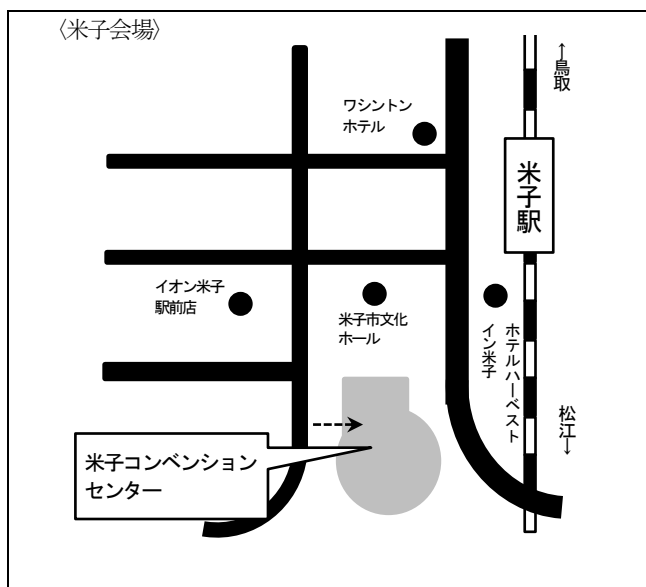 〈米子会場〉
←鳥取
ワシントン
ホテル
米子駅
イオン米子
駅前店
米子市文化
ホール
ホテルハーベスト
イン米子
松江→
米子コンベンション
センター